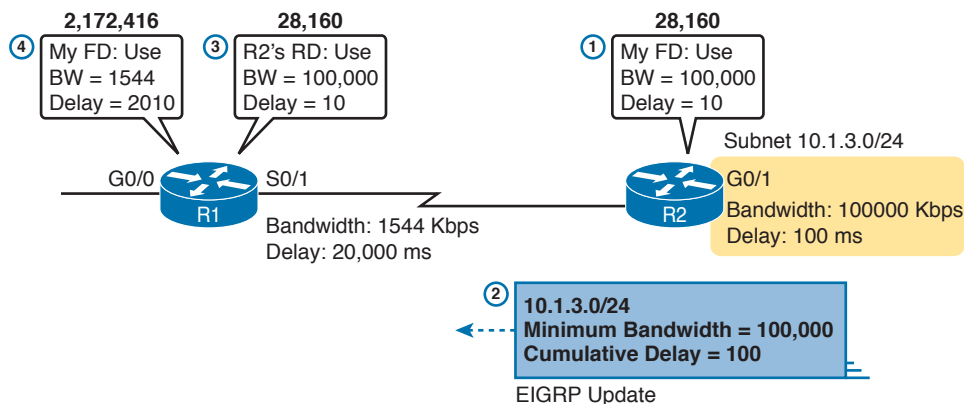 2,172,416
4
My FD: Use
BW = 1544
Delay = 2010
28,160
3
R2's RD: Use
BW = 100,000
Delay = 10
28,160
1
My FD: Use
BW = 100,000
Delay = 10
Subnet 10.1.3.0/24
G0/0
R1
S0/1
Bandwidth: 1544 Kbps
Delay: 20,000 ms
R2
G0/1
Bandwidth: 100000 Kbps
Delay: 100 ms
2
10.1.3.0/24
Minimum Bandwidth = 100,000
Cumulative Delay = 100
EIGRP Update